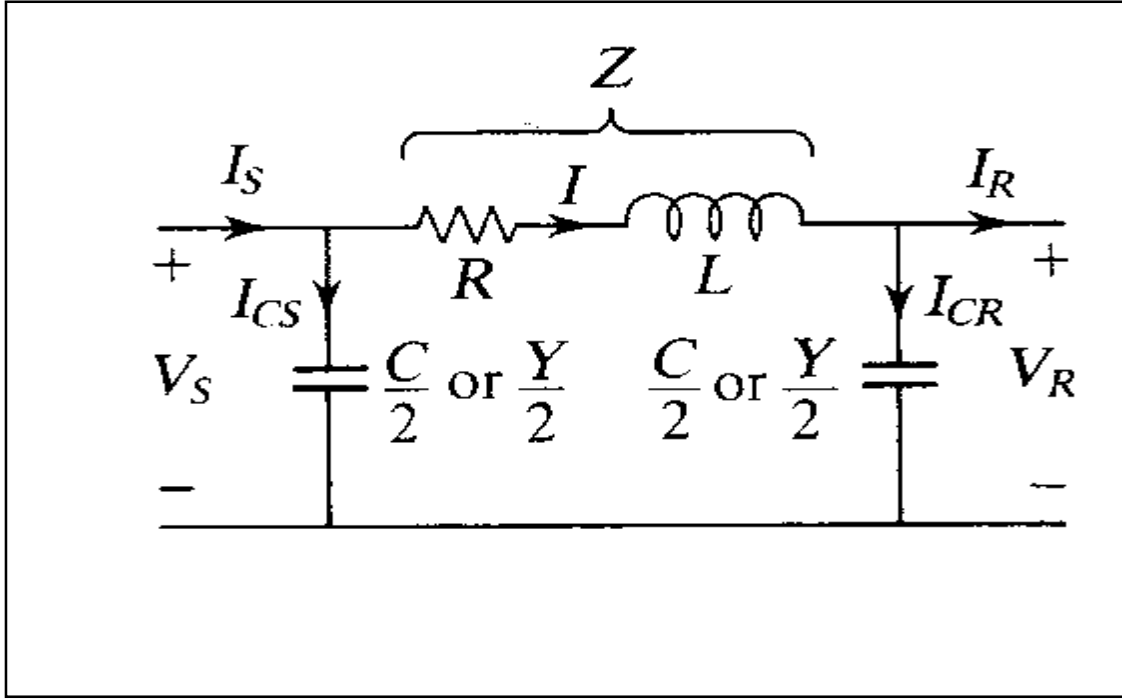 Z
I_S I I_R
+ R L +
I_CS I_CR
V_S C/2 or Y/2 C/2 or Y/2 V_R
− −